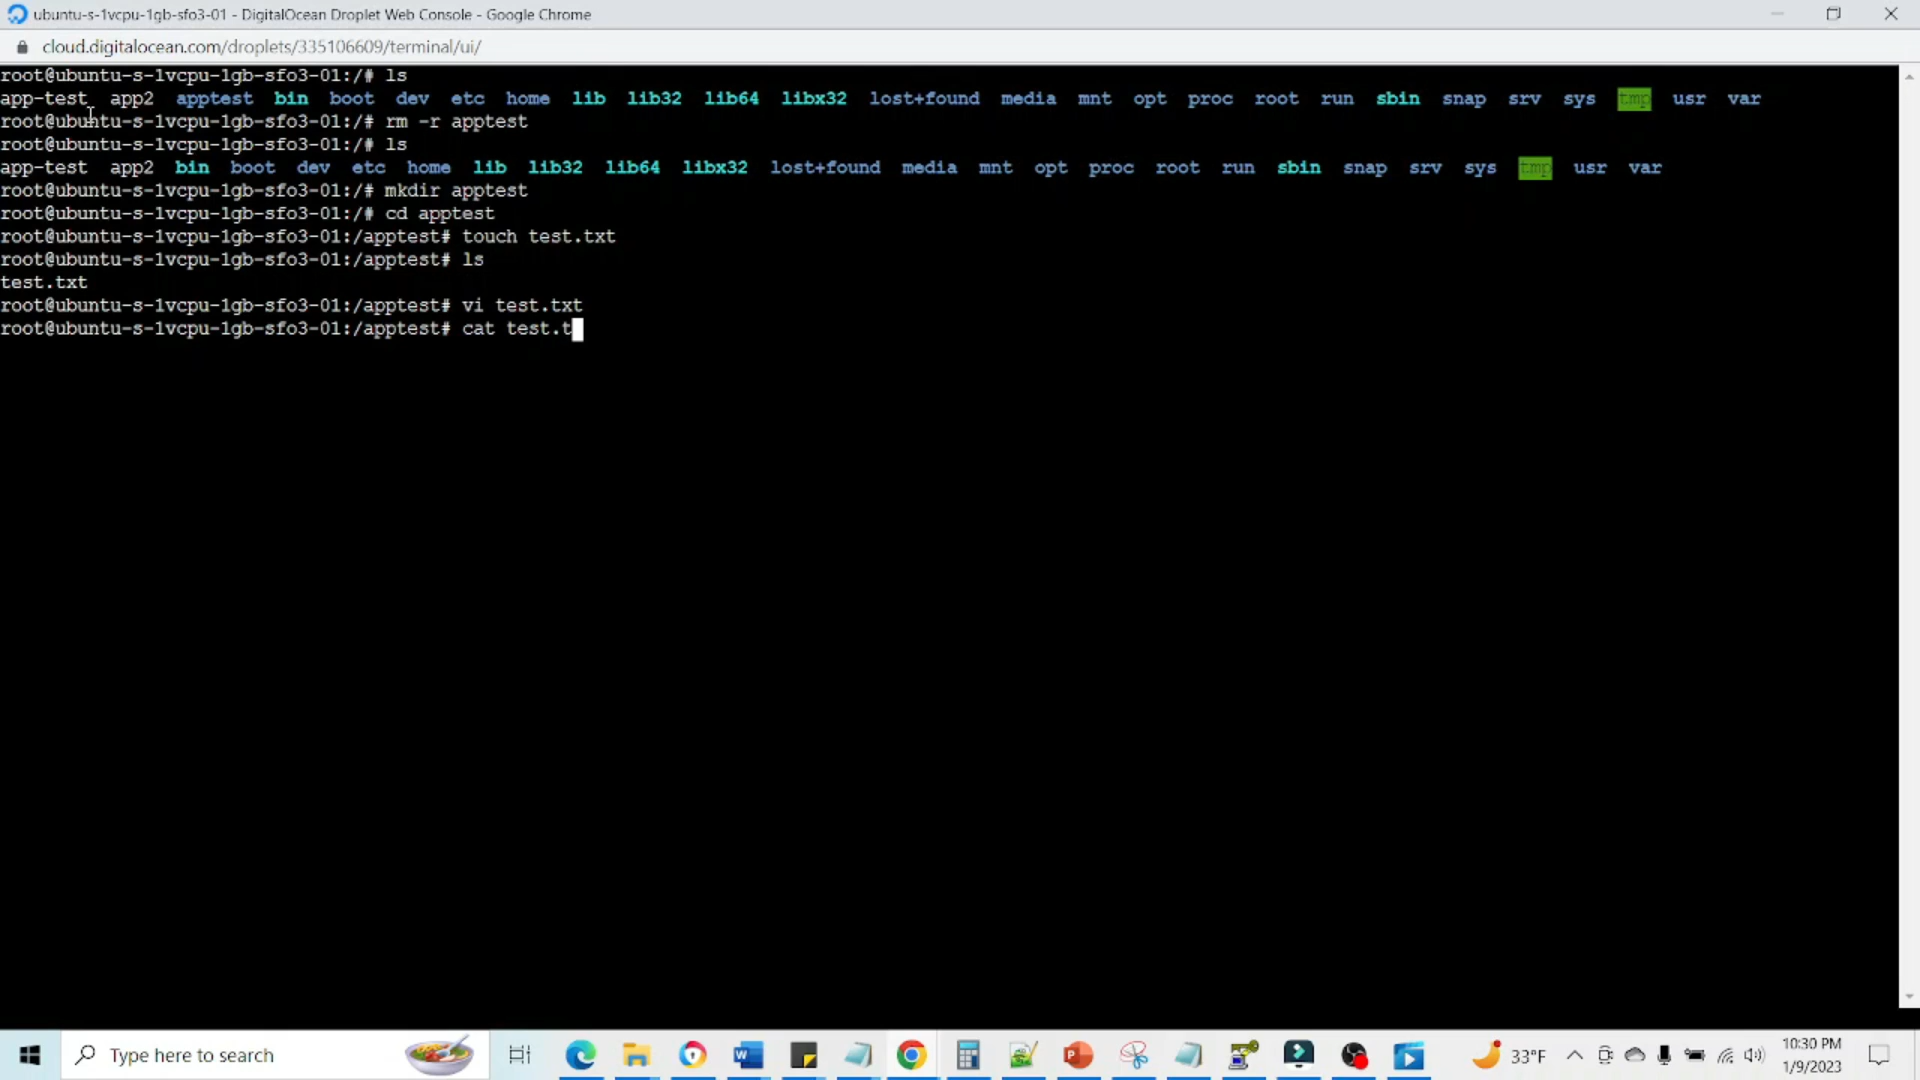 ubuntu-s-1vcpu-1gb-sfo3-01 - DigitalOcean Droplet Web Console - Google Chrome
cloud.digitalocean.com/droplets/335106609/terminal/ui/
root@ubuntu-s-1vcpu-1gb-sfo3-01:/# ls
app-test app2 apptest bin boot dev etc home lib lib32 lib64 libx32 lost+found media mnt opt proc root run sbin snap srv sys tmp usr var
root@ubuntu-s-1vcpu-1gb-sfo3-01:/# rm -r apptest
root@ubuntu-s-1vcpu-1gb-sfo3-01:/# ls
app-test app2 bin boot dev etc home lib lib32 lib64 libx32 lost+found media mnt opt proc root run sbin snap srv sys tmp usr var
root@ubuntu-s-1vcpu-1gb-sfo3-01:/# mkdir apptest
root@ubuntu-s-1vcpu-1gb-sfo3-01:/# cd apptest
root@ubuntu-s-1vcpu-1gb-sfo3-01:/apptest# touch test.txt
root@ubuntu-s-1vcpu-1gb-sfo3-01:/apptest# ls
test.txt
root@ubuntu-s-1vcpu-1gb-sfo3-01:/apptest# vi test.txt
root@ubuntu-s-1vcpu-1gb-sfo3-01:/apptest# cat test.t
Type here to search
33°F
10:30 PM
1/9/2023